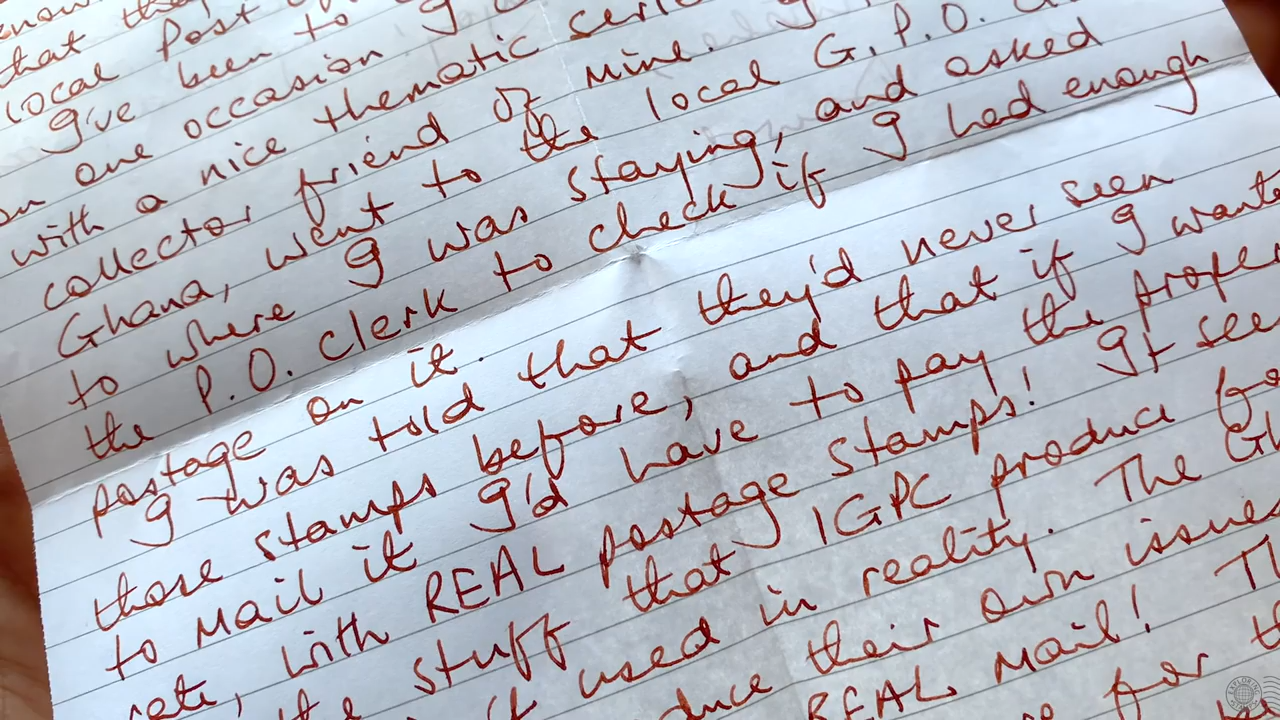 that the
local Post
I've been to
on one occasion I
with a nice thematic
collector friend of mine.
Ghana, went to the local G.P.O.
to where I was staying, and asked
the P.O. clerk to check if I had enough
postage on it.
I was told that they'd never seen
those stamps before, and that if I
to mail it I'd have to pay the proper
rate, with REAL postage stamps! It
the stuff that IGPC produce
used in reality. The
their own issues
REAL mail!
for